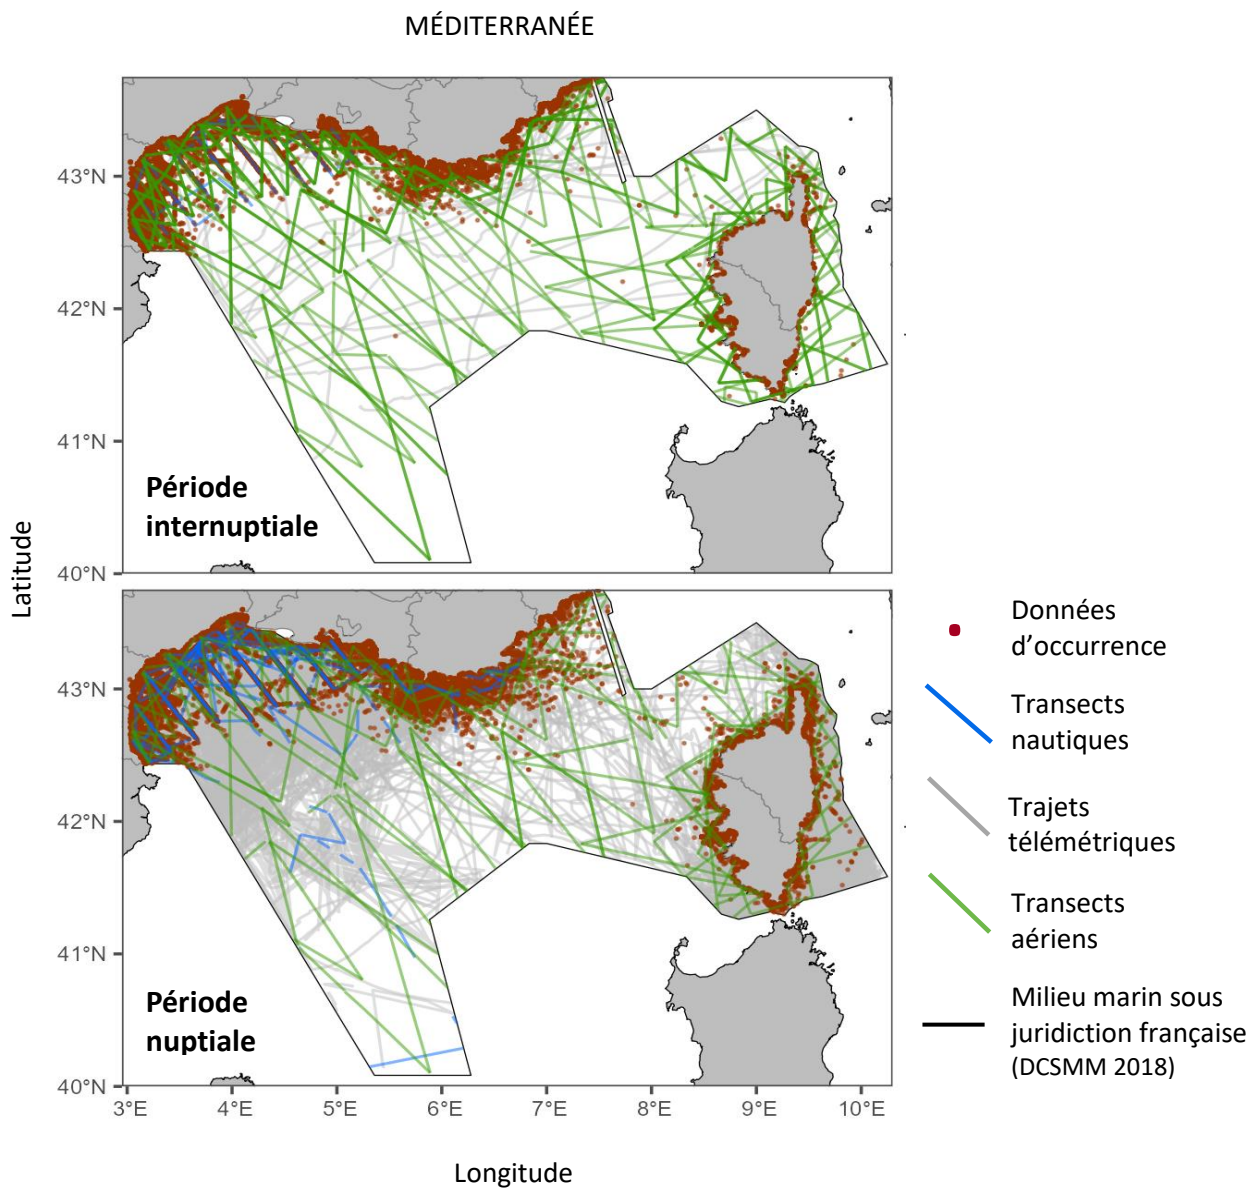 MÉDITERRANÉE
43°N
42°N
41°N
40°N
Période
internuptiale
Latitude
43°N
42°N
41°N
40°N
Période
nuptiale
3°E 4°E 5°E 6°E 7°E 8°E 9°E 10°E
Longitude
Données
d’occurrence
Transects
nautiques
Trajets
télémétriques
Transects
aériens
Milieu marin sous
juridiction française
(DCSMM 2018)